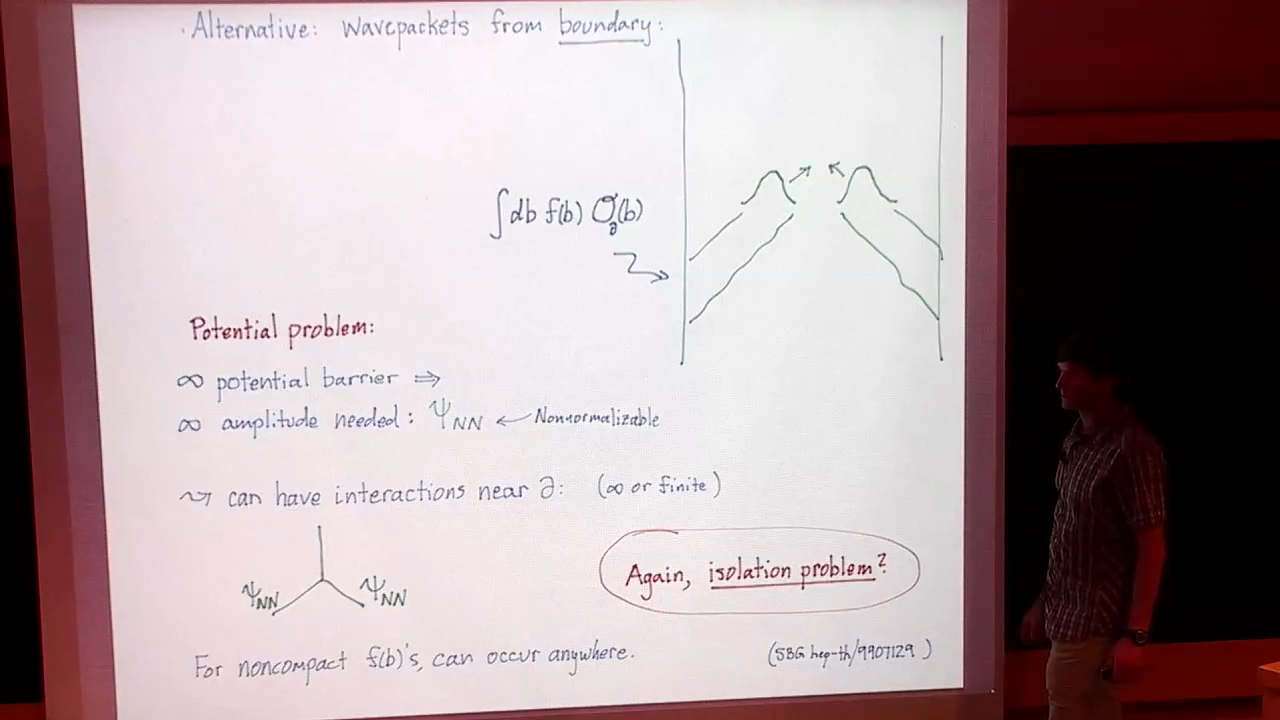 · Alternative: Wavepackets from boundary:
∫db f(b) O∂(b)
Potential problem:
∞ potential barrier ⇒
∞ amplitude needed: ΨNN ← Nonnormalizable
⇝ can have interactions near ∂: (∞ or finite)
ΨNN ΨNN
Again, isolation problem?
For noncompact f(b)'s, can occur anywhere.
(SBG hep-th/9907129)